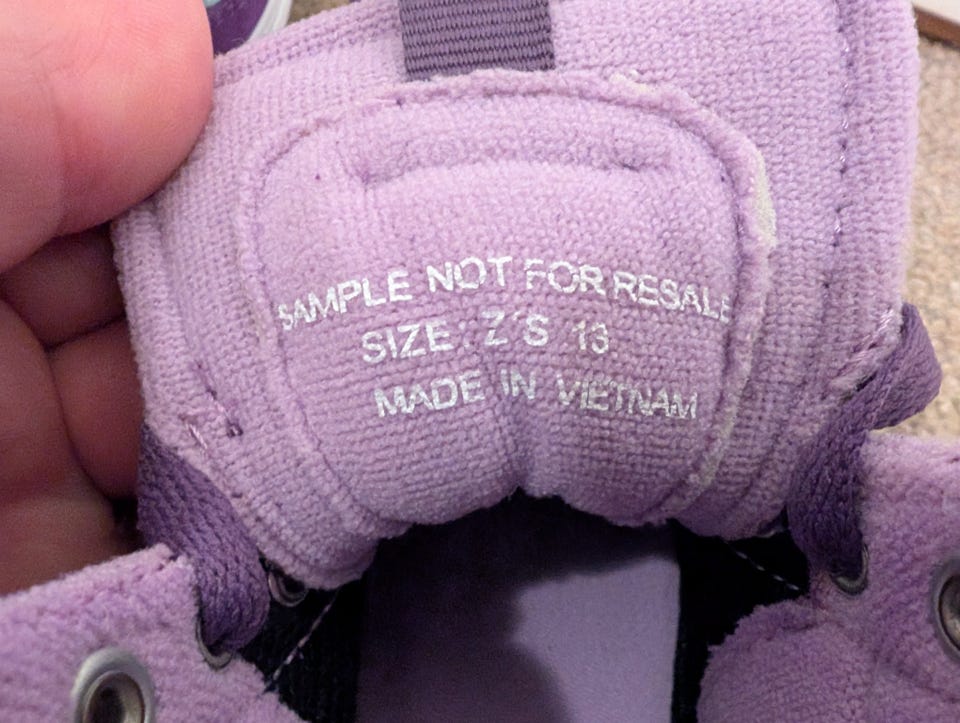 SAMPLE NOT FOR RESALE
SIZE: Z'S 13
MADE IN VIETNAM